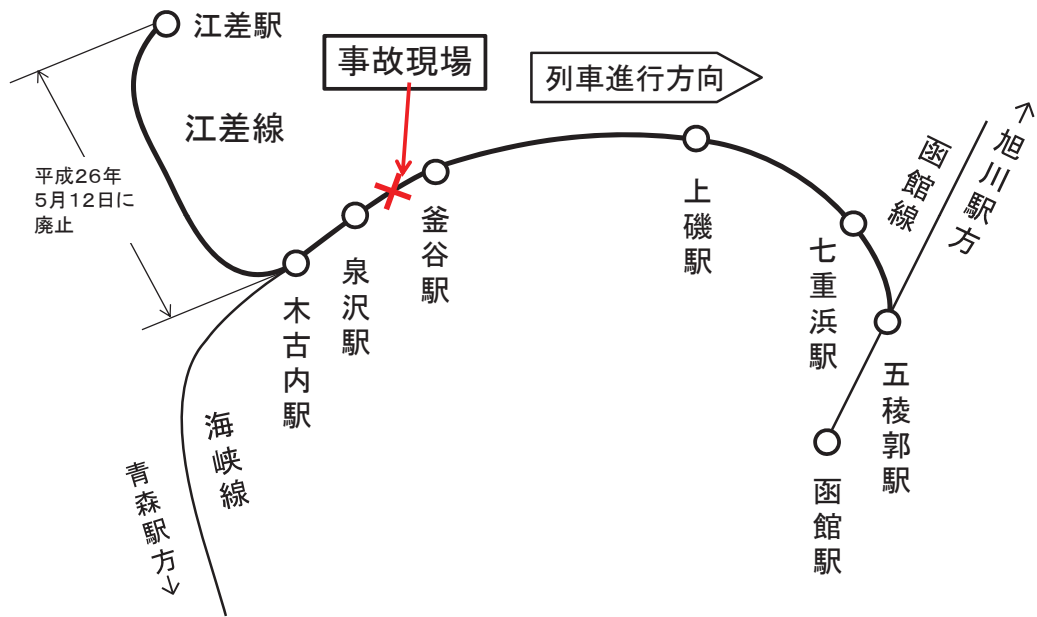 江差駅
事故現場
列車進行方向
江差線
平成26年
5月12日に
廃止
釜谷駅
泉沢駅
木古内駅
上磯駅
七重浜駅
五稜郭駅
函館駅
函館線
↑旭川駅方
海峡線
青森駅方↓